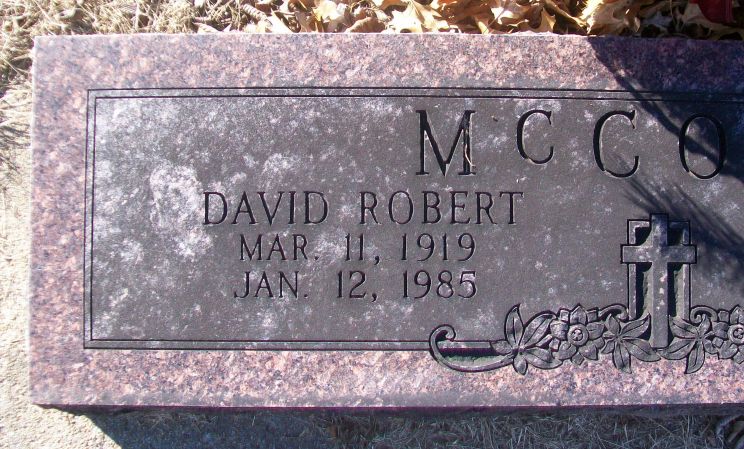 McCO
DAVID ROBERT
MAR. 11, 1919
JAN. 12, 1985